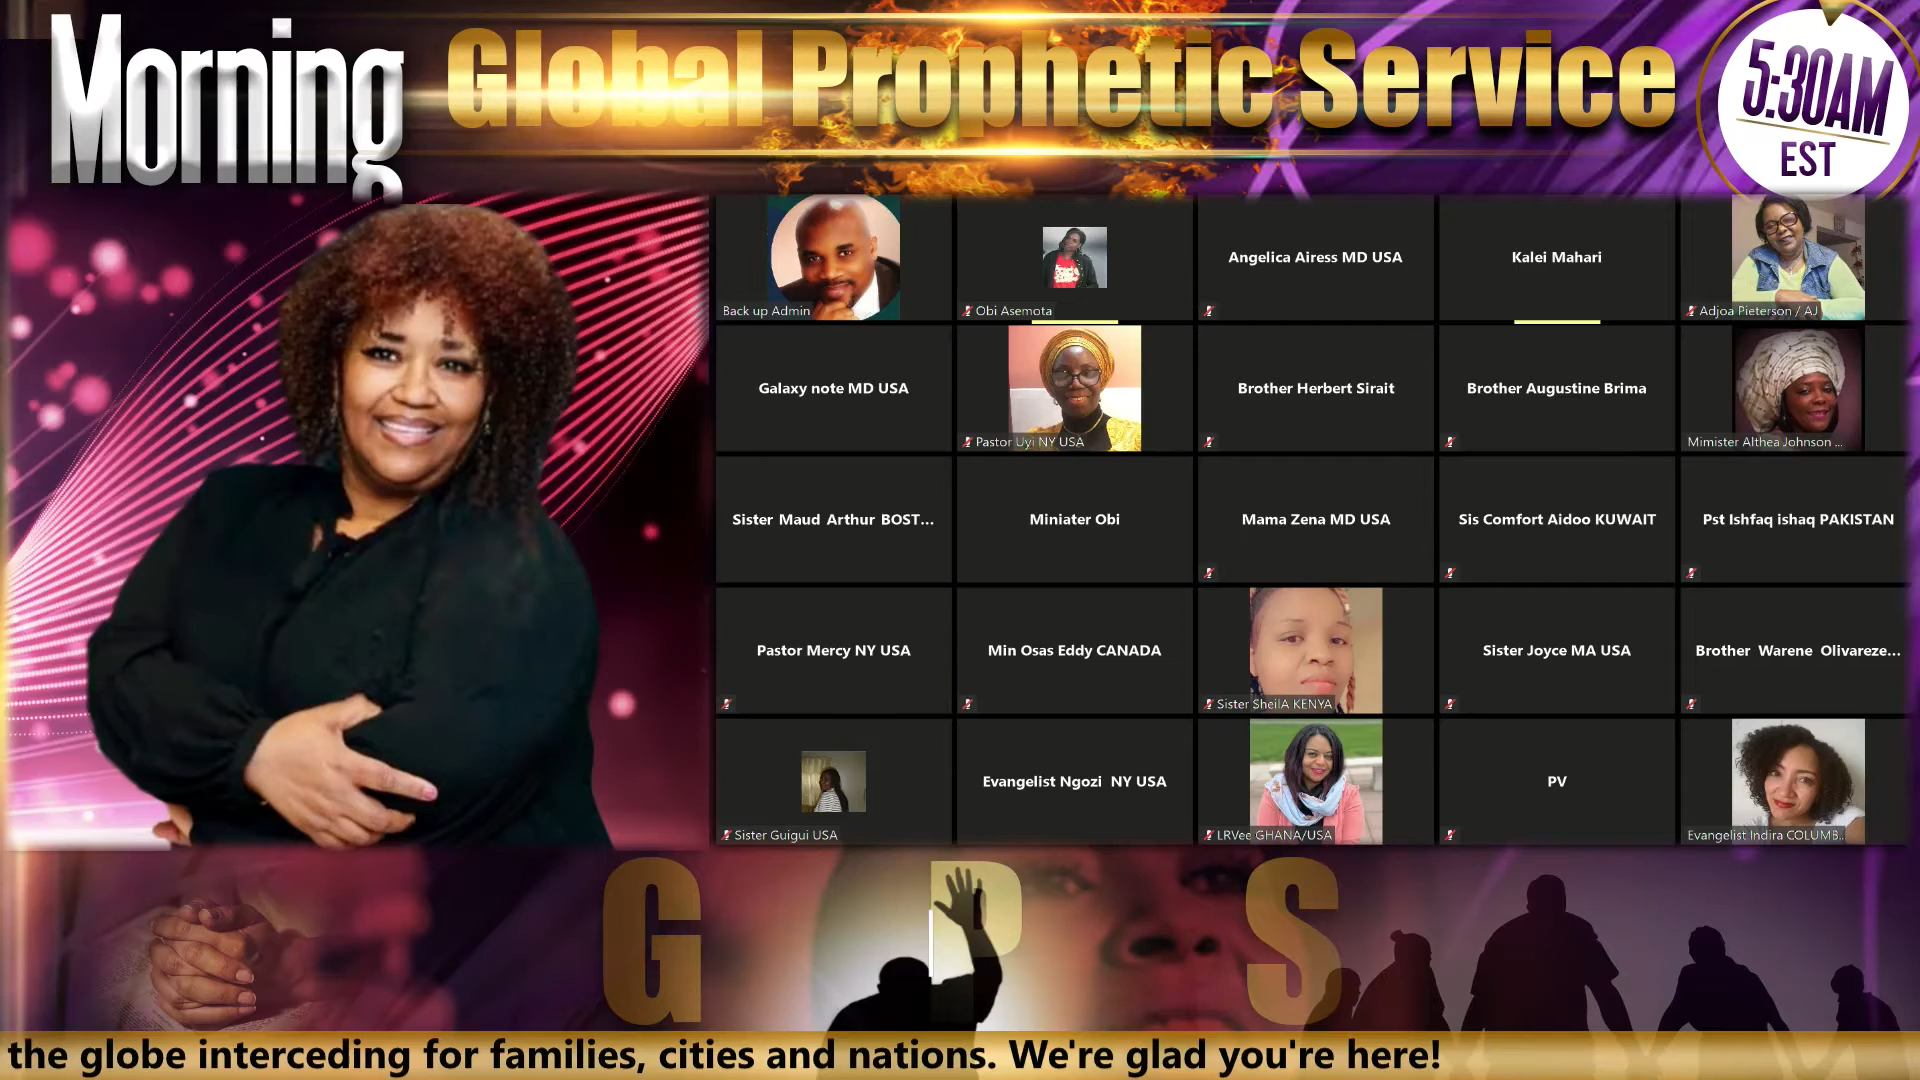 Morning
Global Prophetic Service
5:30AM
EST
Back up Admin
Obi Asemota
Angelica Airess MD USA
Kalei Mahari
Adjoa Pieterson / AJ
Galaxy note MD USA
Pastor Uyi NY USA
Brother Herbert Sirait
Brother Augustine Brima
Mimister Althea Johnson ...
Sister Maud Arthur BOST...
Miniater Obi
Mama Zena MD USA
Sis Comfort Aidoo KUWAIT
Pst Ishfaq ishaq PAKISTAN
Pastor Mercy NY USA
Min Osas Eddy CANADA
Sister SheilA KENYA
Sister Joyce MA USA
Brother Warene Olivareze...
Sister Guigui USA
Evangelist Ngozi NY USA
LRVee GHANA/USA
PV
Evangelist Indira COLUMB...
G P S
the globe interceding for families, cities and nations. We're glad you're here!